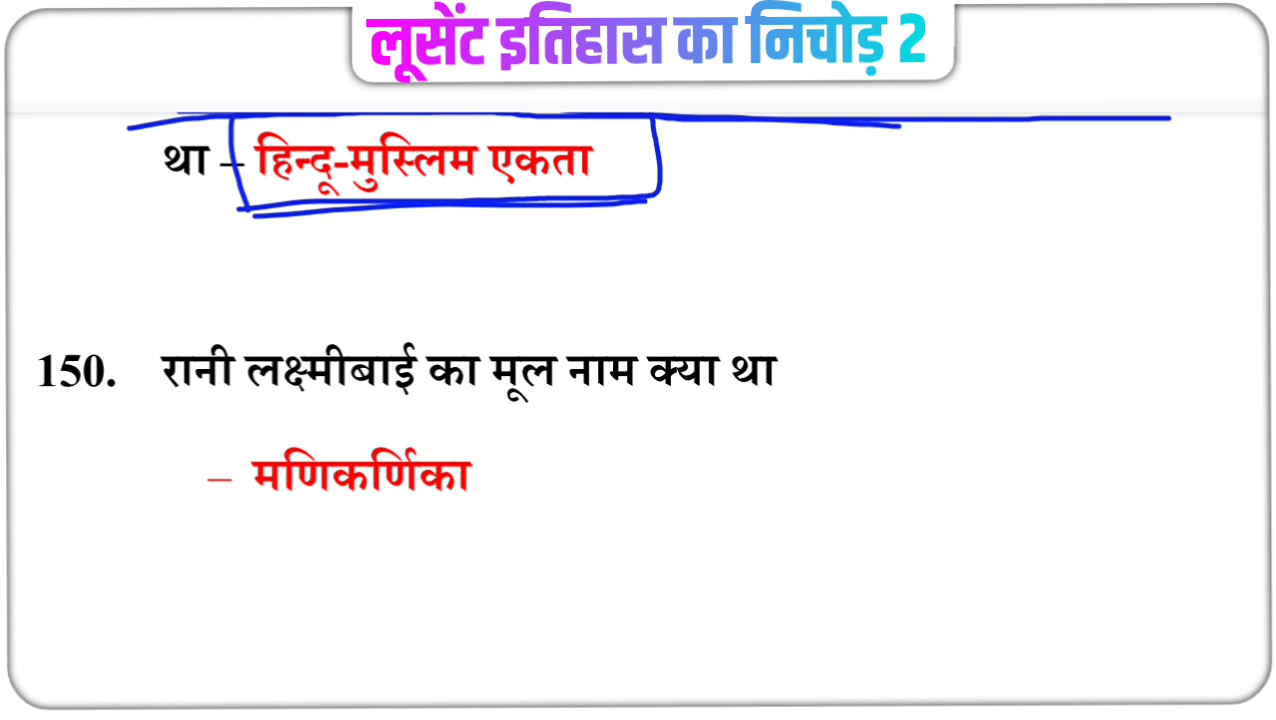 लूसेंट इतिहास का निचोड़ 2
था – हिन्दू-मुस्लिम एकता
150. रानी लक्ष्मीबाई का मूल नाम क्या था
– मणिकर्णिका